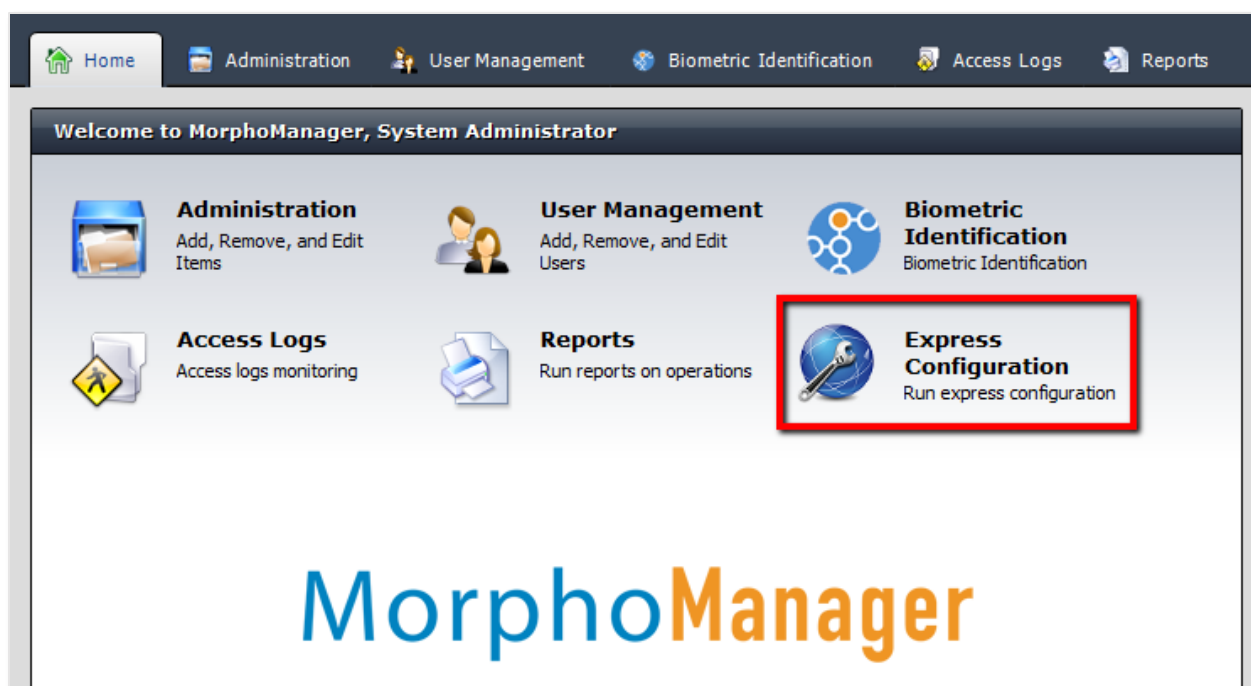 Home Administration User Management Biometric Identification Access Logs Reports
Welcome to MorphoManager, System Administrator
Administration
Add, Remove, and Edit
Items
User Management
Add, Remove, and Edit
Users
Biometric
Identification
Biometric Identification
Access Logs
Access logs monitoring
Reports
Run reports on operations
Express
Configuration
Run express configuration
MorphoManager